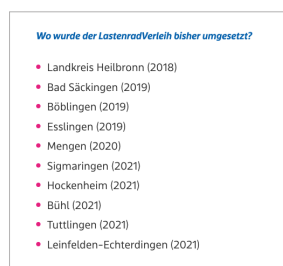 Wo wurde der LastenradVerleih bisher umgesetzt?
• Landkreis Heilbronn (2018)
• Bad Säckingen (2019)
• Böblingen (2019)
• Esslingen (2019)
• Mengen (2020)
• Sigmaringen (2021)
• Hockenheim (2021)
• Bühl (2021)
• Tuttlingen (2021)
• Leinfelden-Echterdingen (2021)